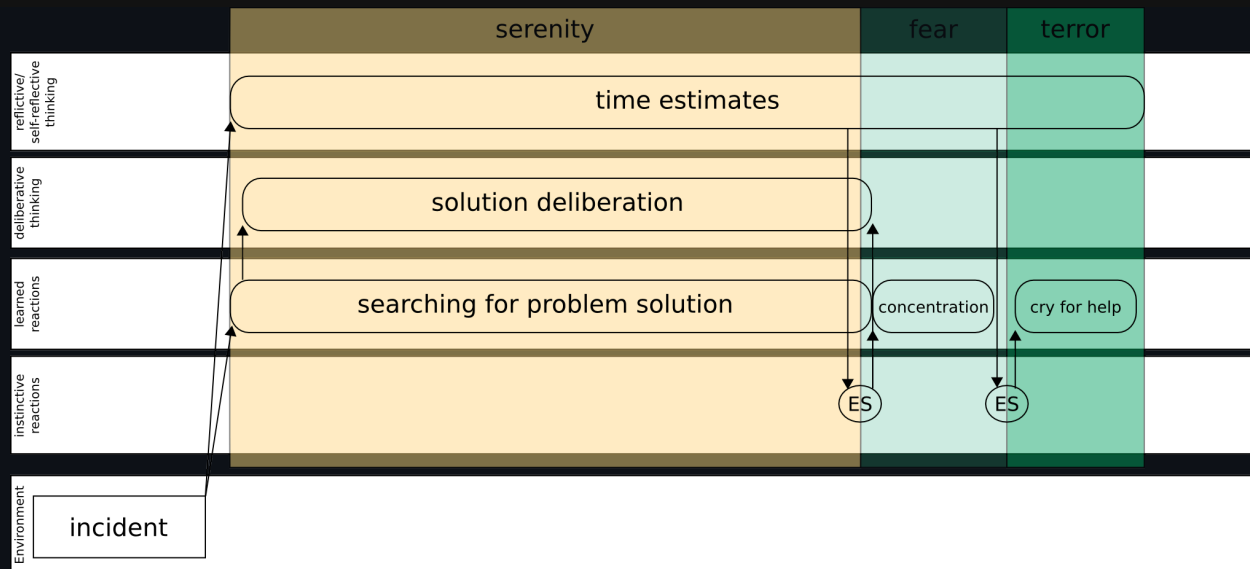 serenity
fear
terror
reflictive/
self-reflective
thinking
time estimates
deliberative
thinking
solution deliberation
learned
reactions
searching for problem solution
concentration
cry for help
instinctive
reactions
ES
ES
Environment
incident